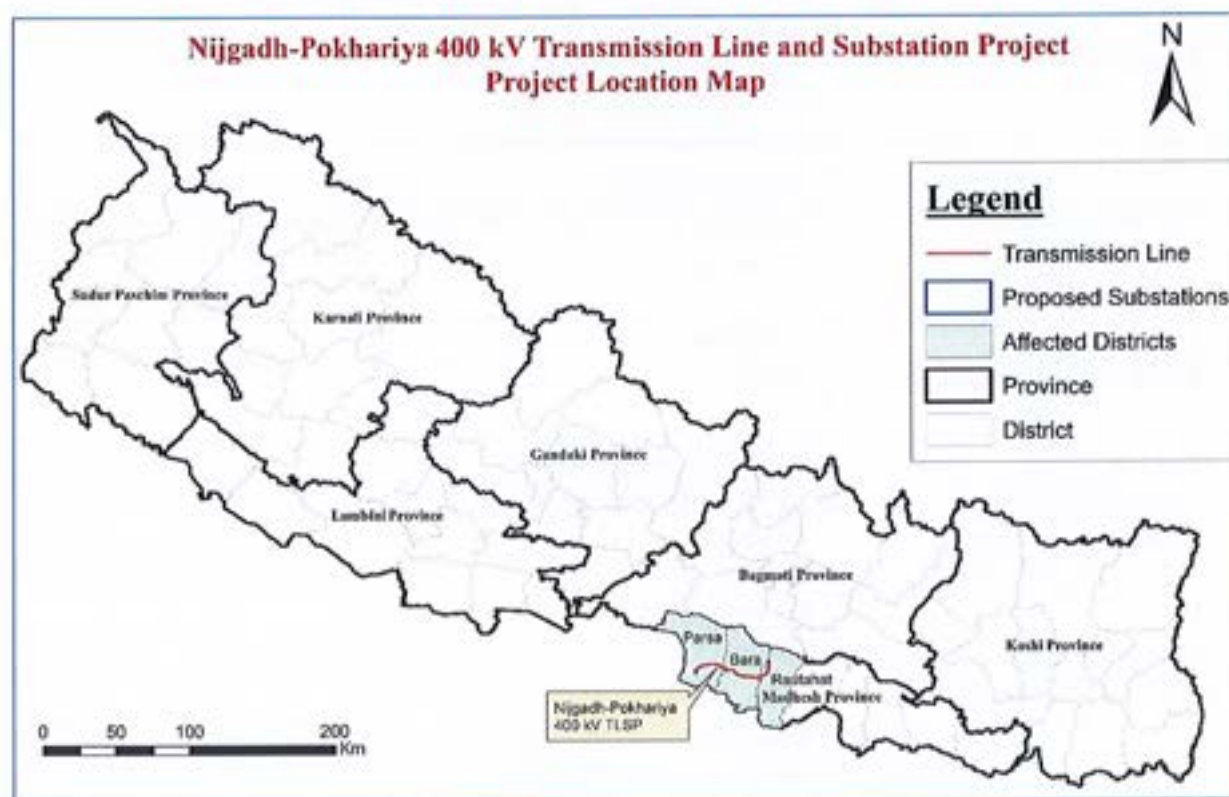 Nijgadh-Pokhariya 400 kV Transmission Line and Substation Project
Project Location Map
N
Legend
Transmission Line
Proposed Substations
Affected Districts
Province
District
Sudur Paschim Province
Karnali Province
Gandaki Province
Lumbini Province
Bagmati Province
Koshi Province
Parsa
Bara
Rautahat
Madhesh Province
Nijgadh-Pokhariya
400 kV TLSP
0 50 100 200
Km